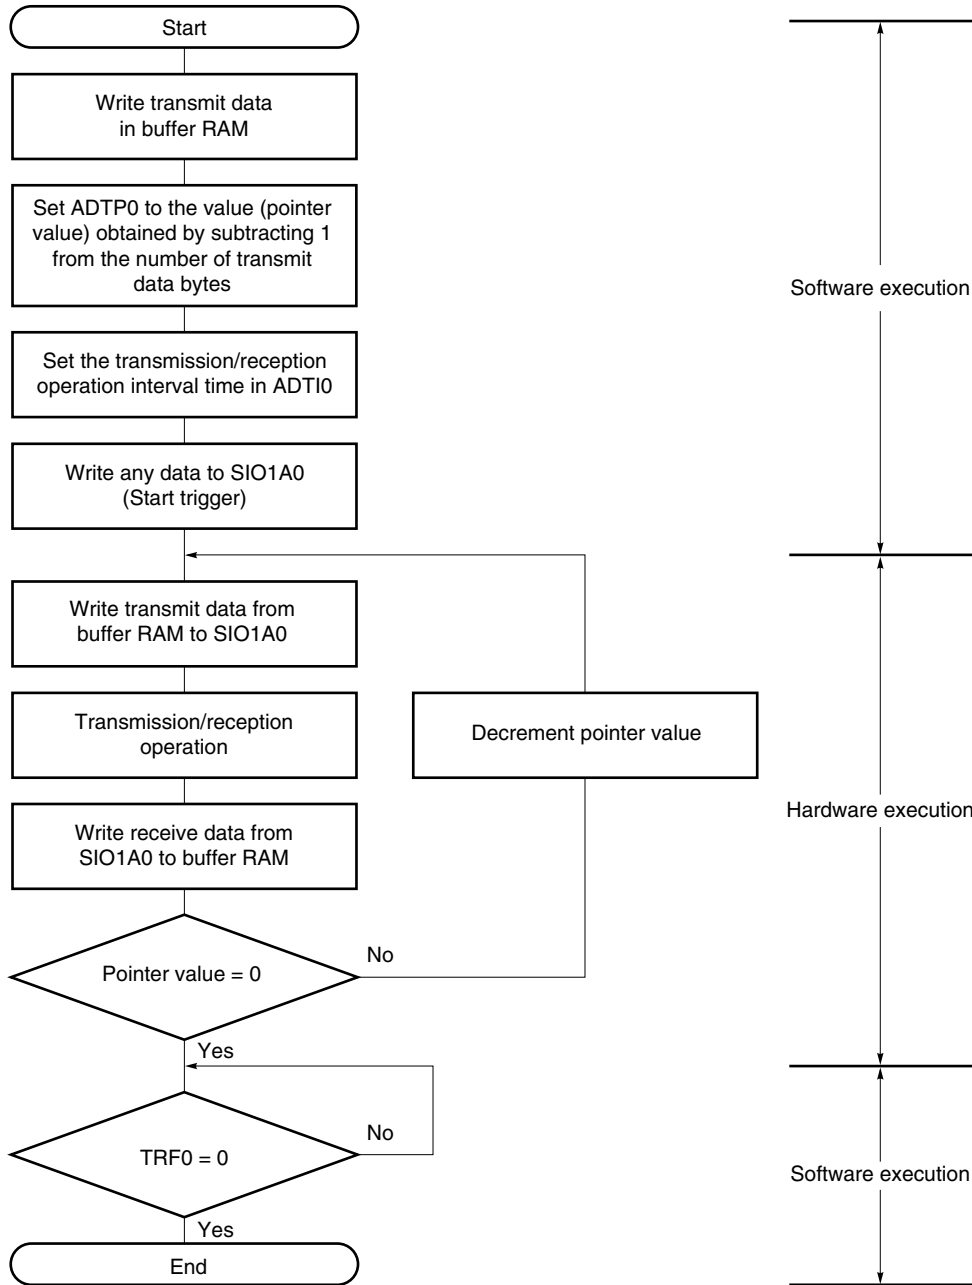 Start
Write transmit data
in buffer RAM
Set ADTP0 to the value (pointer
value) obtained by subtracting 1
from the number of transmit
data bytes
Software execution
Set the transmission/reception
operation interval time in ADTI0
Write any data to SIO1A0
(Start trigger)
Write transmit data from
buffer RAM to SIO1A0
Transmission/reception
operation
Decrement pointer value
Write receive data from
SIO1A0 to buffer RAM
Hardware execution
Pointer value = 0
No
Yes
TRF0 = 0
No
Software execution
Yes
End